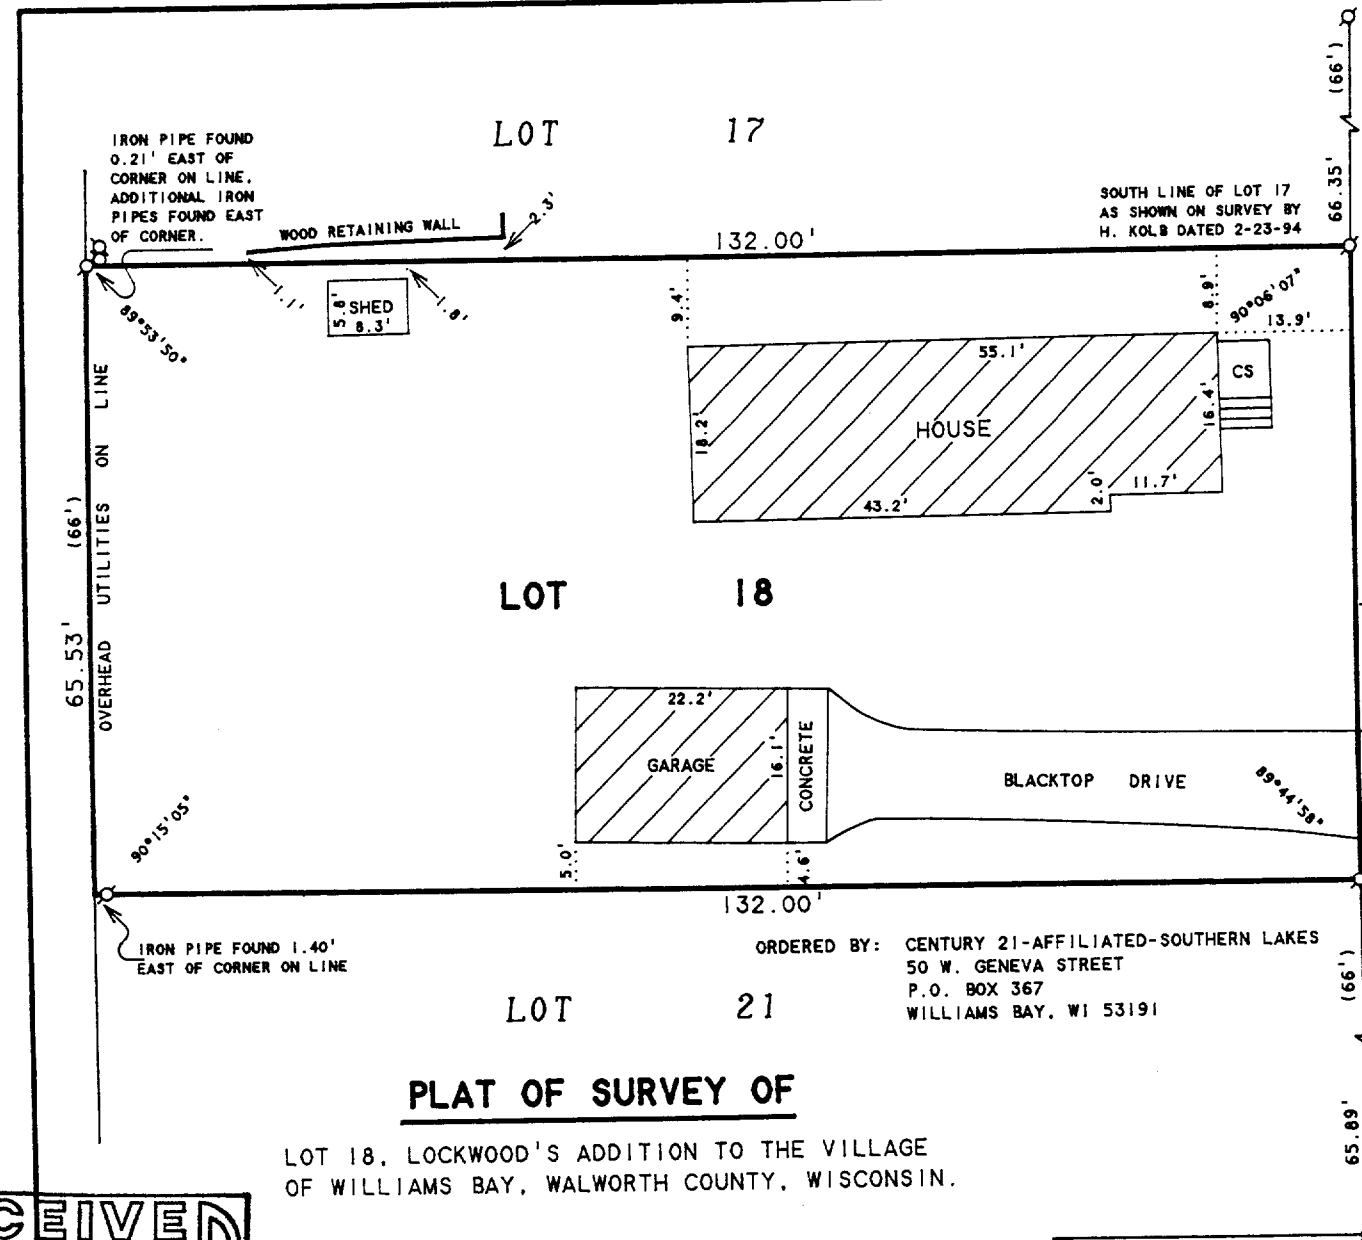 (66')
66.35'
LOT 17
IRON PIPE FOUND
0.21' EAST OF
CORNER ON LINE.
ADDITIONAL IRON
PIPES FOUND EAST
OF CORNER.
WOOD RETAINING WALL
2.3'
SOUTH LINE OF LOT 17
AS SHOWN ON SURVEY BY
H. KOLB DATED 2-23-94
132.00'
1.1'
1.8'
5.8'
SHED
8.3'
89°53'50"
9.4'
8.9'
90°06'07"
13.9'
55.1'
CS
18.2'
HOUSE
16.4'
43.2'
2.0'
11.7'
OVERHEAD UTILITIES ON LINE
65.53' (66')
LOT 18
22.2'
GARAGE
16.1'
CONCRETE
BLACKTOP DRIVE
89°44'58"
90°15'05"
5.0'
4.6'
132.00'
IRON PIPE FOUND 1.40'
EAST OF CORNER ON LINE
ORDERED BY: CENTURY 21-AFFILIATED-SOUTHERN LAKES
50 W. GENEVA STREET
P.O. BOX 367
WILLIAMS BAY, WI 53191
LOT 21
(66')
65.89'
PLAT OF SURVEY OF
LOT 18, LOCKWOOD'S ADDITION TO THE VILLAGE
OF WILLIAMS BAY, WALWORTH COUNTY, WISCONSIN.
CEIVED